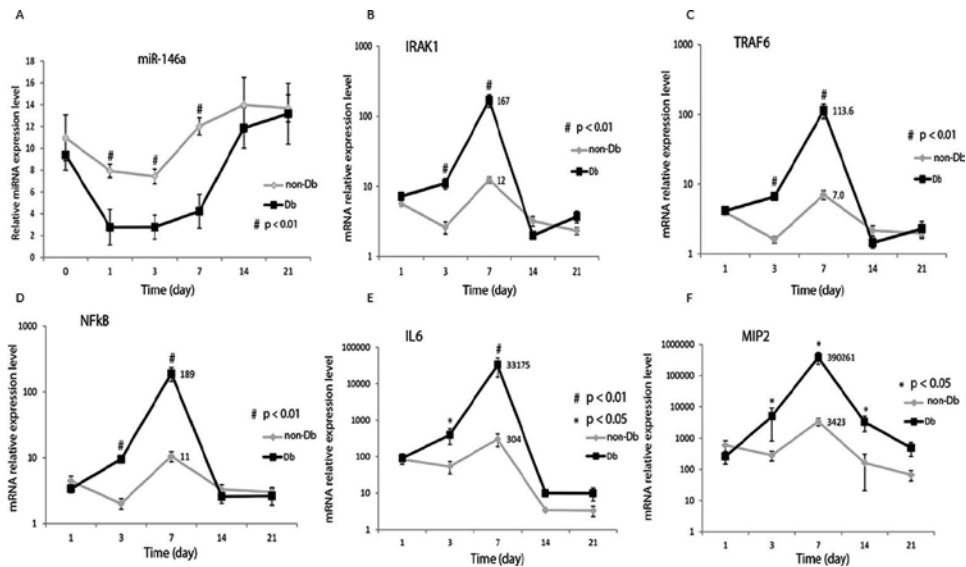 A
miR-146a
Relative miRNA expression level
18
16
14
12
10
8
6
4
2
0
#
#
#
non-Db
Db
# p < 0.01
0 1 3 7 14 21
Time (day)
B
IRAK1
mRNA relative expression level
1000
100
10
1
#
#
167
12
# p < 0.01
non-Db
Db
1 3 7 14 21
Time (day)
C
TRAF6
mRNA relative expression level
1000
100
10
1
#
#
113.6
7.0
# p < 0.01
non-Db
Db
1 3 7 14 21
Time (day)
D
NFkB
mRNA relative expression level
1000
100
10
1
#
#
189
11
# p < 0.01
non-Db
Db
1 3 7 14 21
Time (day)
E
IL6
mRNA relative expression level
100000
10000
1000
100
10
1
*
#
33175
304
# p < 0.01
* p < 0.05
non-Db
Db
1 3 7 14 21
Time (day)
F
MIP2
mRNA relative expression level
10000000
1000000
100000
10000
1000
100
10
1
*
*
*
390261
3423
* p < 0.05
non-Db
Db
1 3 7 14 21
Time (day)